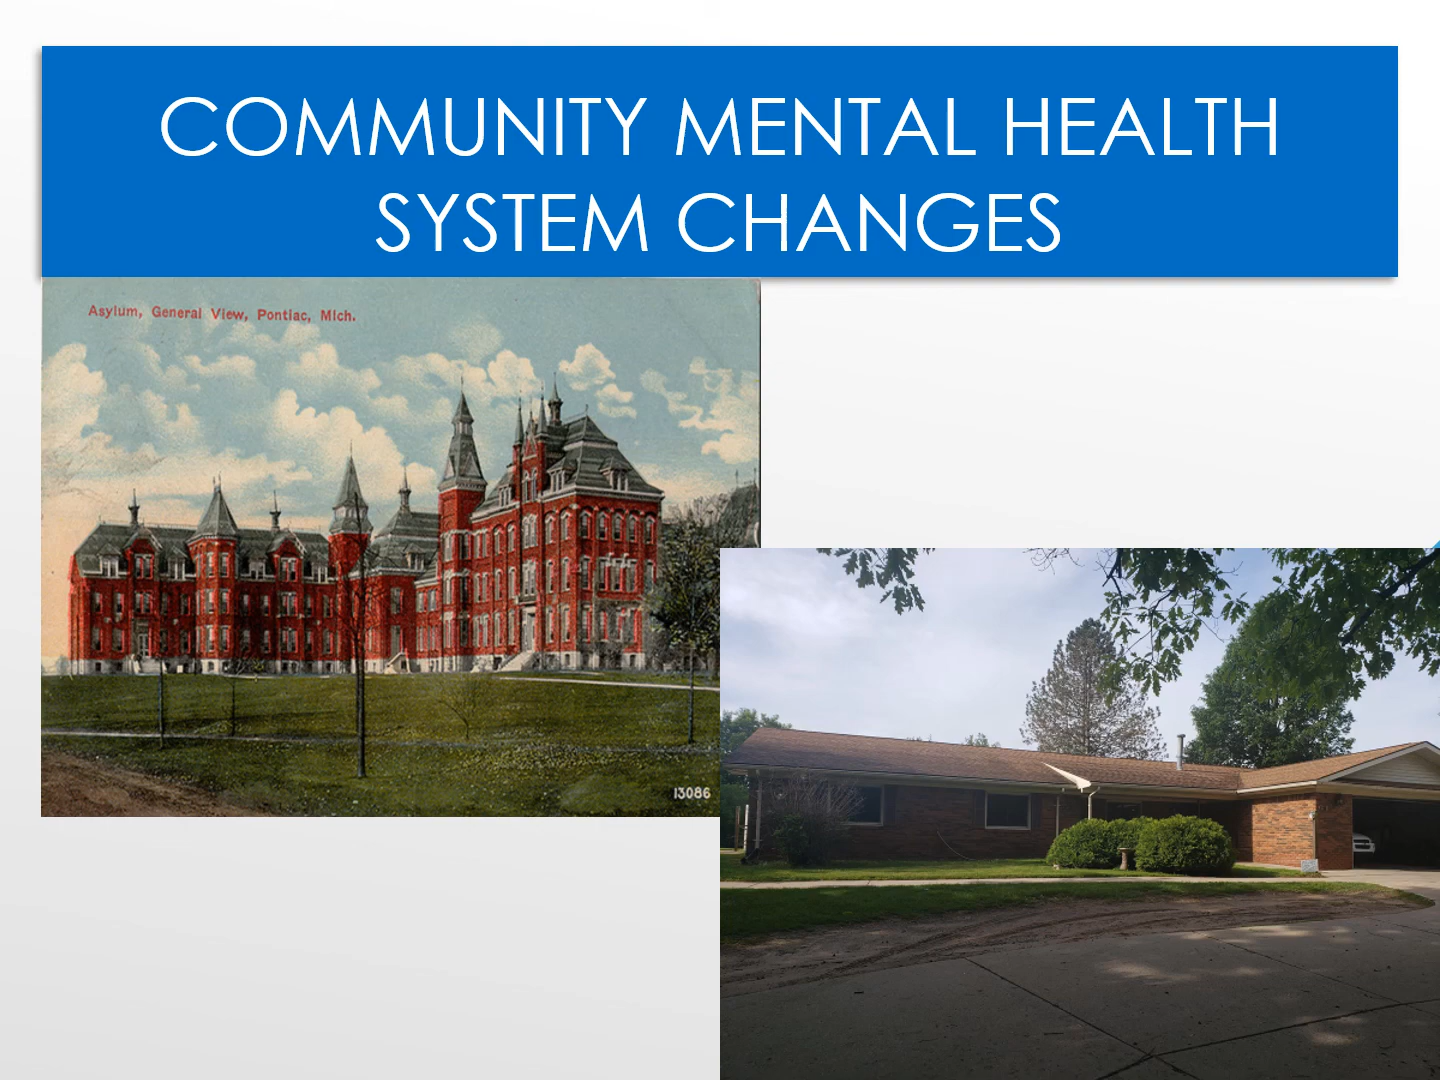 COMMUNITY MENTAL HEALTH
SYSTEM CHANGES
Asylum, General View, Pontiac, Mich.
13086